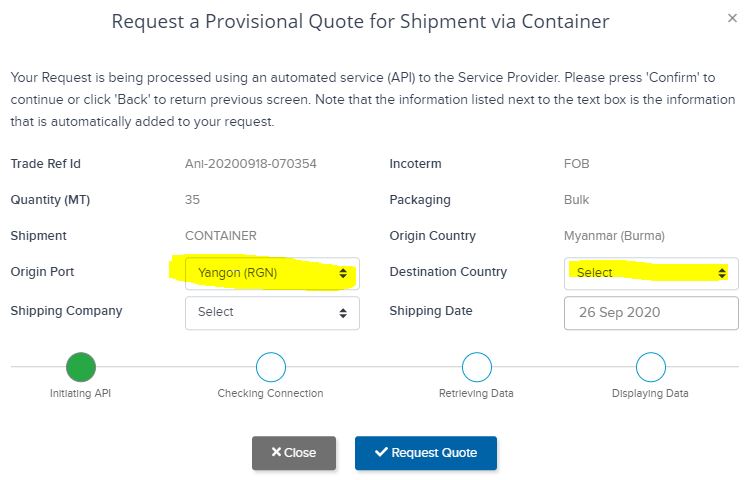 Request a Provisional Quote for Shipment via Container
×
Your Request is being processed using an automated service (API) to the Service Provider. Please press 'Confirm' to
continue or click 'Back' to return previous screen. Note that the information listed next to the text box is the information
that is automatically added to your request.
Trade Ref Id Ani-20200918-070354 Incoterm FOB
Quantity (MT) 35 Packaging Bulk
Shipment CONTAINER Origin Country Myanmar (Burma)
Origin Port Yangon (RGN) Destination Country Select
Shipping Company Select Shipping Date 26 Sep 2020
Initiating API Checking Connection Retrieving Data Displaying Data
Close Request Quote